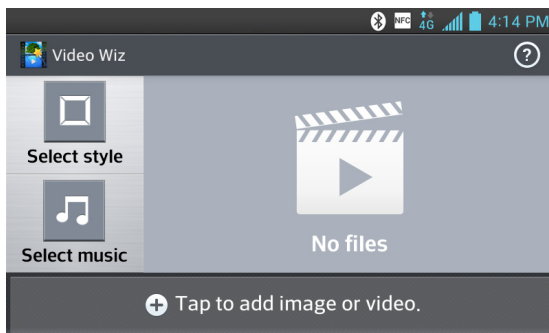 NFC 4G 4:14 PM
Video Wiz ?
Select style
Select music
No files
Tap to add image or video.